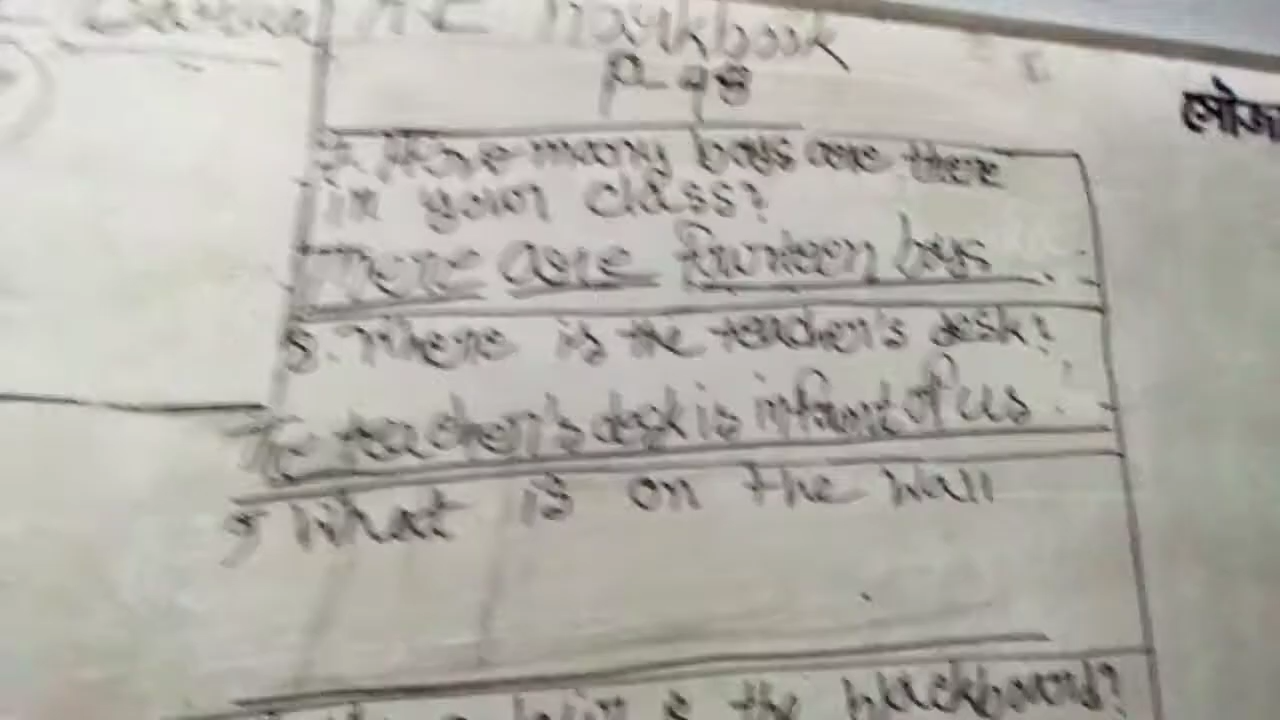 Workbook
P-98
many boys are there
in your class?
There are fourteen boys
5. Where is the teacher's desk?
The teacher's desk is infront of us.
What is on the wall
the blackboard?